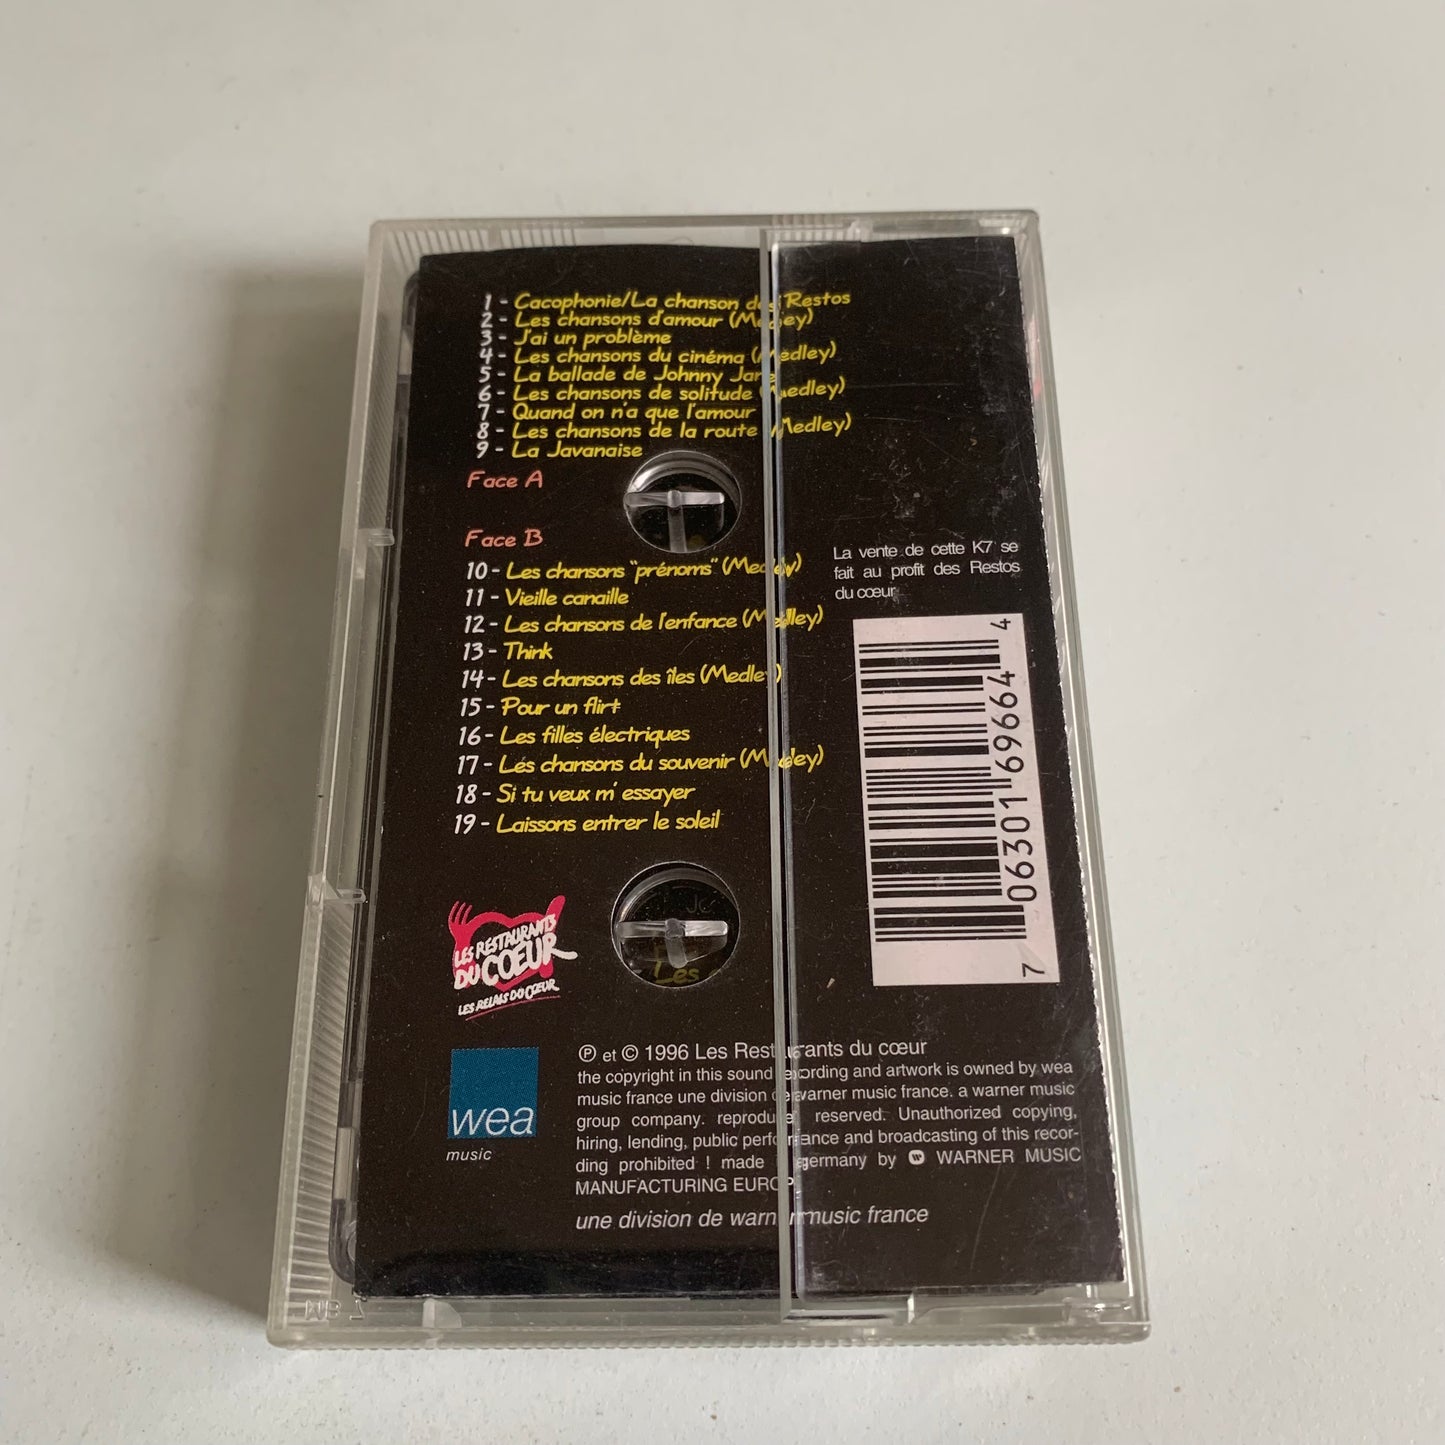 1 - Cacophonie/La chanson des Restos
2 - Les chansons d'amour (Medley)
3 - J'ai un problème
4 - Les chansons du cinéma (Medley)
5 - La ballade de Johnny Jane
6 - Les chansons de solitude (Medley)
7 - Quand on n'a que l'amour
8 - Les chansons de la route (Medley)
9 - La Javanaise
Face A
Face B
10 - Les chansons "prénoms" (Medley)
11 - Vieille canaille
12 - Les chansons de l'enfance (Medley)
13 - Think
14 - Les chansons des îles (Medley)
15 - Pour un flirt
16 - Les filles électriques
17 - Les chansons du souvenir (Medley)
18 - Si tu veux m' essayer
19 - Laissons entrer le soleil
La vente de cette K7 se
fait au profit des Restos
du cœur
7 06301 69664 4
LES RESTAURANTS
DU CŒUR
LES RELAIS DU CŒUR
Les
wea
music
℗ et © 1996 Les Restaurants du cœur
the copyright in this sound recording and artwork is owned by wea
music france une division de warner music france. a warner music
group company. reproduc reserved. Unauthorized copying,
hiring, lending, public performance and broadcasting of this recor-
ding prohibited ! made germany by WARNER MUSIC
MANUFACTURING EUROPE
une division de warner music france